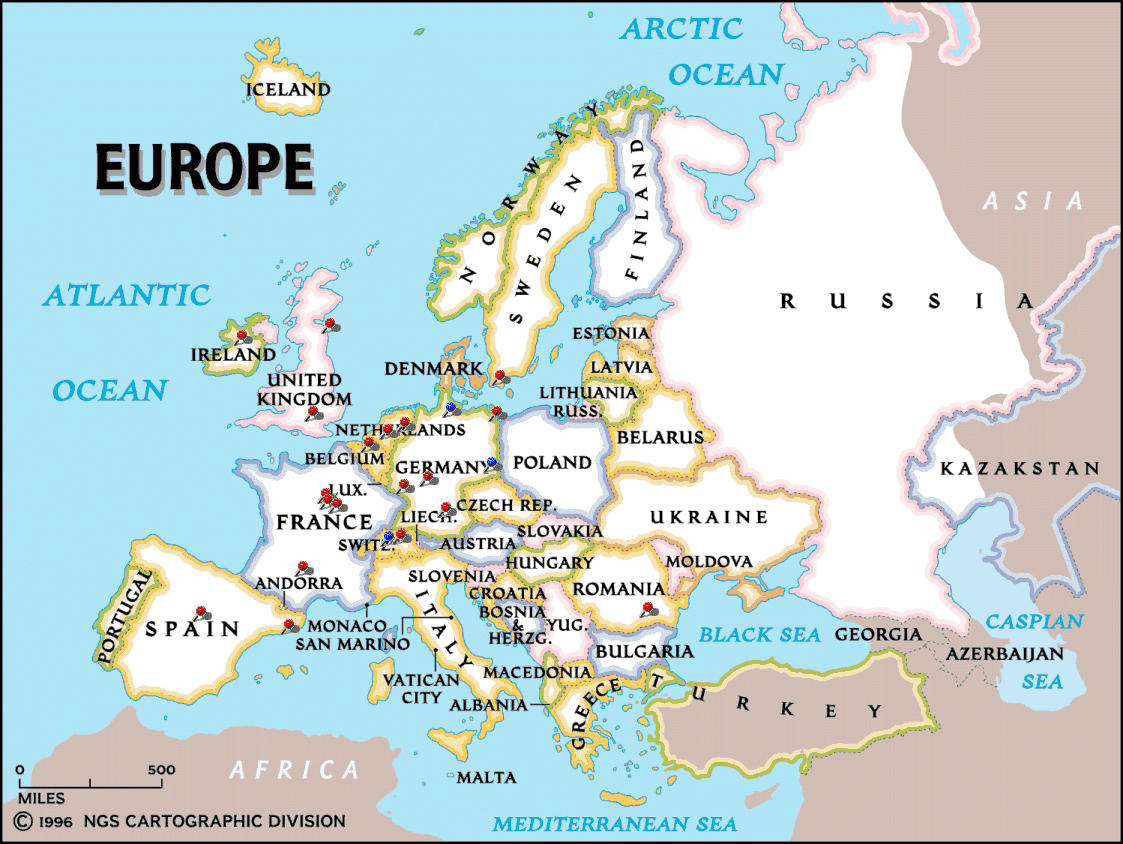 ARCTIC
OCEAN
ICELAND
EUROPE
NORWAY
SWEDEN
FINLAND
ASIA
RUSSIA
ATLANTIC
OCEAN
ESTONIA
IRELAND
LATVIA
DENMARK
UNITED
KINGDOM
LITHUANIA
RUSS.
NETHERLANDS
BELARUS
BELGIUM
GERMANY
POLAND
KAZAKSTAN
LUX.
CZECH REP.
LIECH.
FRANCE
UKRAINE
SLOVAKIA
SWITZ.
AUSTRIA
HUNGARY
MOLDOVA
SLOVENIA
ROMANIA
ANDORRA
CROATIA
PORTUGAL
SPAIN
ITALY
BOSNIA
&
HERZG.
YUG.
MONACO
SAN MARINO
BLACK SEA
GEORGIA
CASPIAN
SEA
AZERBAIJAN
BULGARIA
MACEDONIA
VATICAN
CITY
ALBANIA
GREECE
TURKEY
AFRICA
MALTA
0 500
MILES
© 1996 NGS CARTOGRAPHIC DIVISION
MEDITERRANEAN SEA